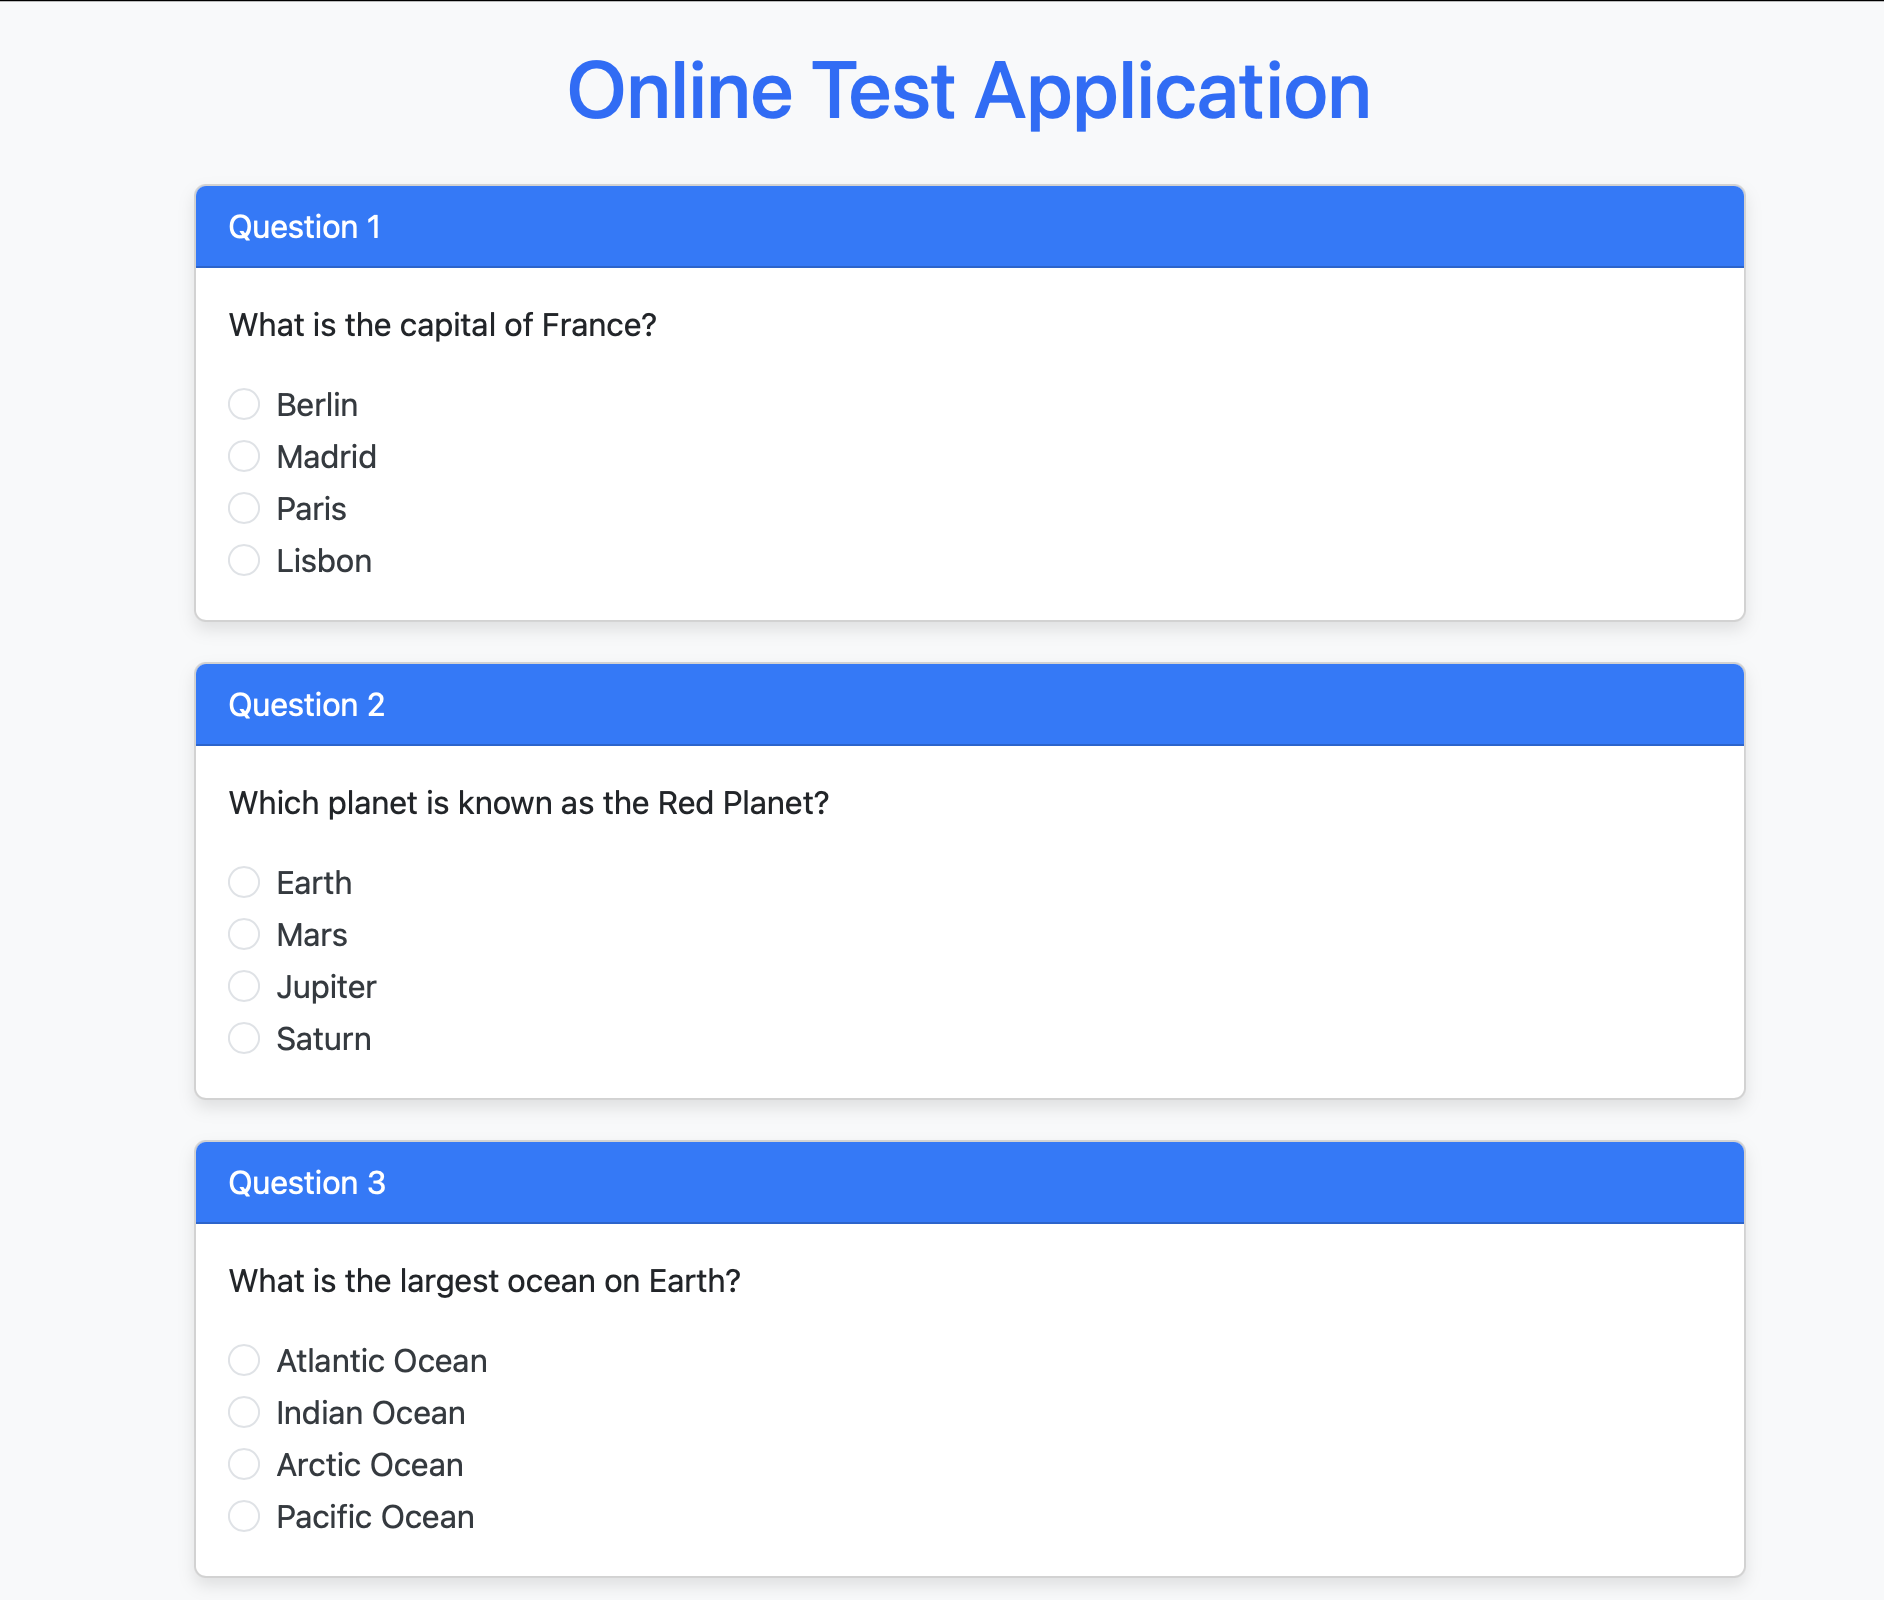 Online Test Application
Question 1
What is the capital of France?
Berlin
Madrid
Paris
Lisbon
Question 2
Which planet is known as the Red Planet?
Earth
Mars
Jupiter
Saturn
Question 3
What is the largest ocean on Earth?
Atlantic Ocean
Indian Ocean
Arctic Ocean
Pacific Ocean